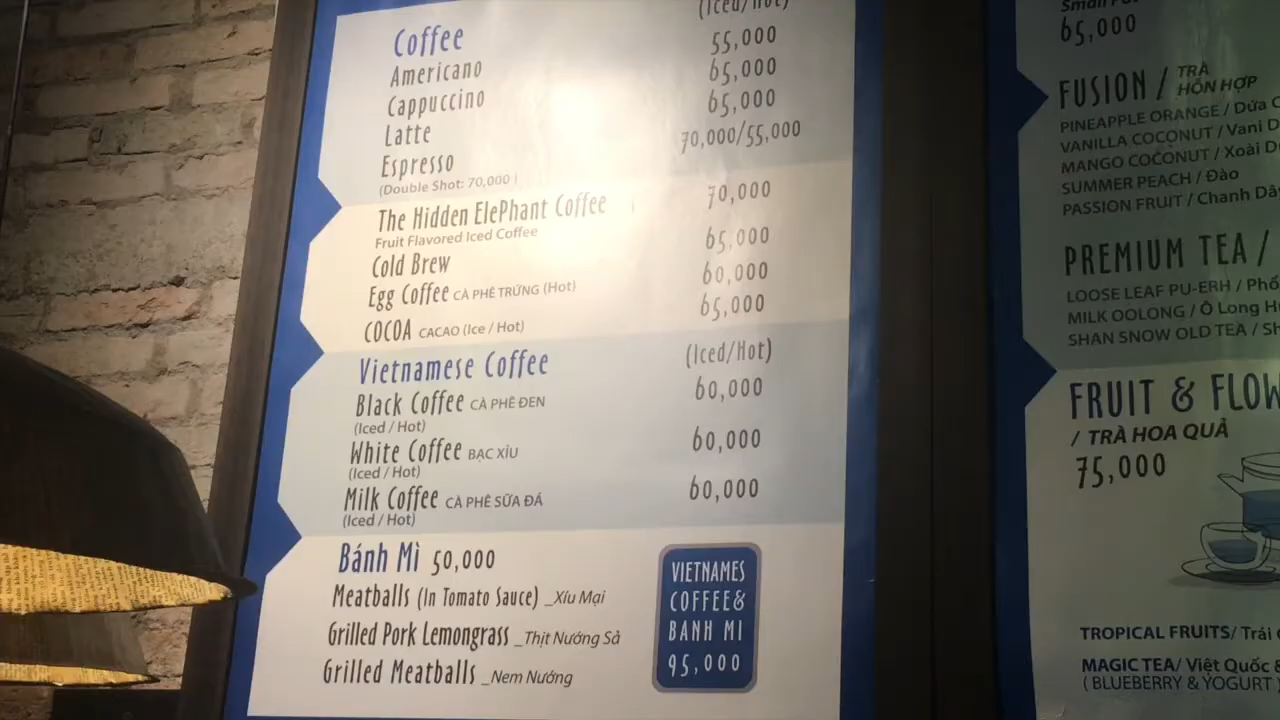 (Iced/Hot)
Coffee 55,000
Americano 65,000
Cappuccino 65,000
Latte 70,000/55,000
Espresso
(Double Shot: 70,000)
The Hidden ElePhant Coffee 70,000
Fruit Flavored Iced Coffee
Cold Brew 65,000
Egg Coffee CÀ PHÊ TRỨNG (Hot) 60,000
COCOA CACAO (Ice / Hot) 65,000
Vietnamese Coffee (Iced/Hot)
Black Coffee CÀ PHÊ ĐEN 60,000
(Iced / Hot)
White Coffee BẠC XỈU 60,000
(Iced / Hot)
Milk Coffee CÀ PHÊ SỮA ĐÁ 60,000
(Iced / Hot)
Bánh Mì 50,000
Meatballs (In Tomato Sauce) _Xíu Mại
Grilled Pork Lemongrass _Thịt Nướng Sả
Grilled Meatballs _Nem Nướng
VIETNAMES
COFFEE&
BANH MI
95,000
Small
65,000
FUSION / TRÀ
HỖN HỢP
PINEAPPLE ORANGE / Dứa
VANILLA COCONUT / Vani
MANGO COCONUT / Xoài
SUMMER PEACH / Đào
PASSION FRUIT / Chanh
PREMIUM TEA /
LOOSE LEAF PU-ERH /
MILK OOLONG / Ô Long
SHAN SNOW OLD TEA /
FRUIT &
/ TRÀ HOA QUẢ
75,000
TROPICAL FRUITS/ Trái
MAGIC TEA/ Việt Quốc &
( BLUEBERRY & YOGURT )